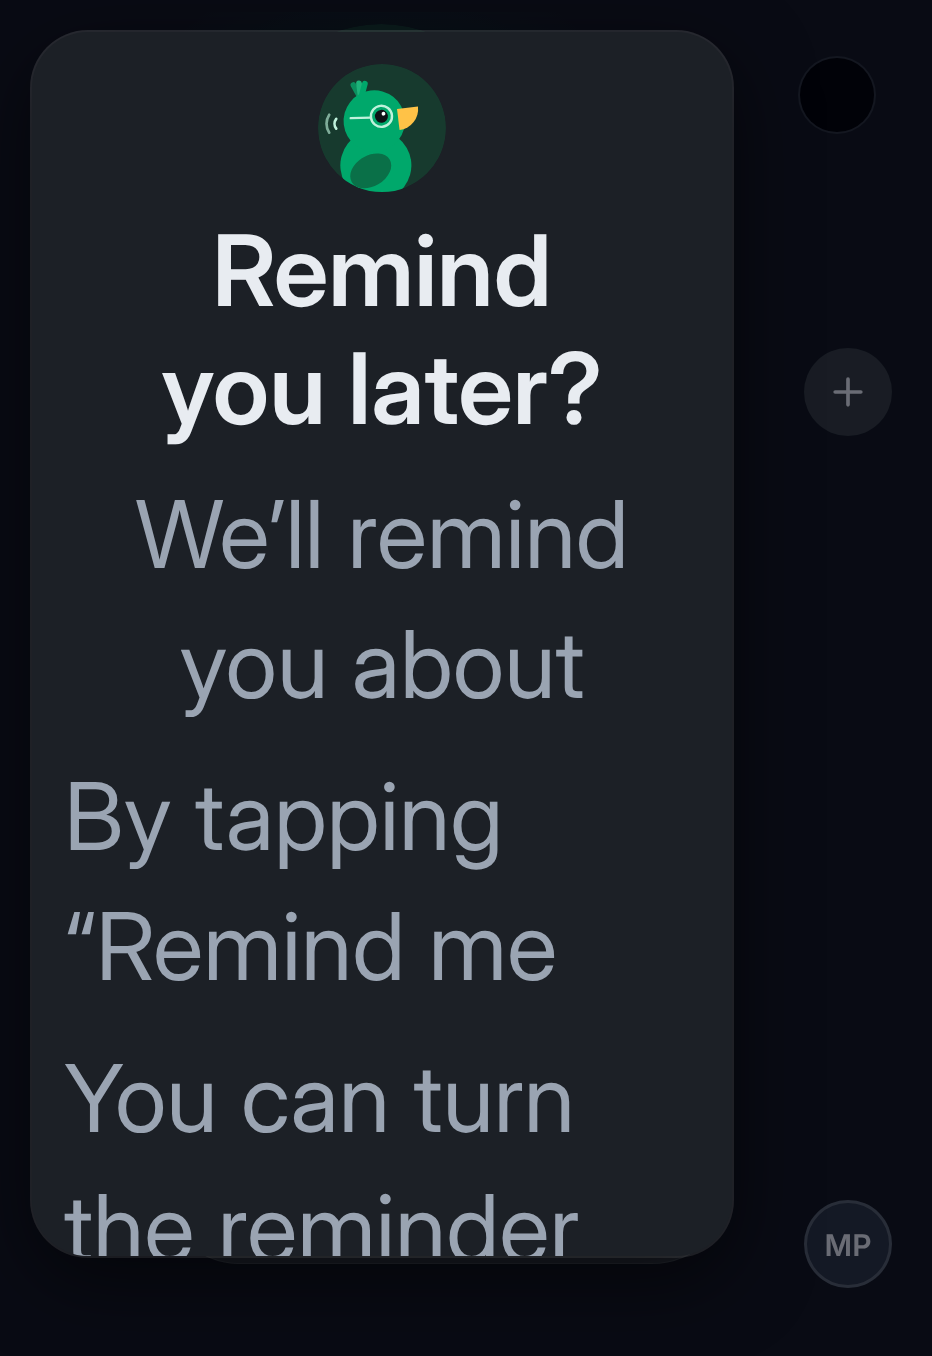 Remind
you later?
We’ll remind
you about
By tapping
“Remind me
You can turn
the reminder
MP